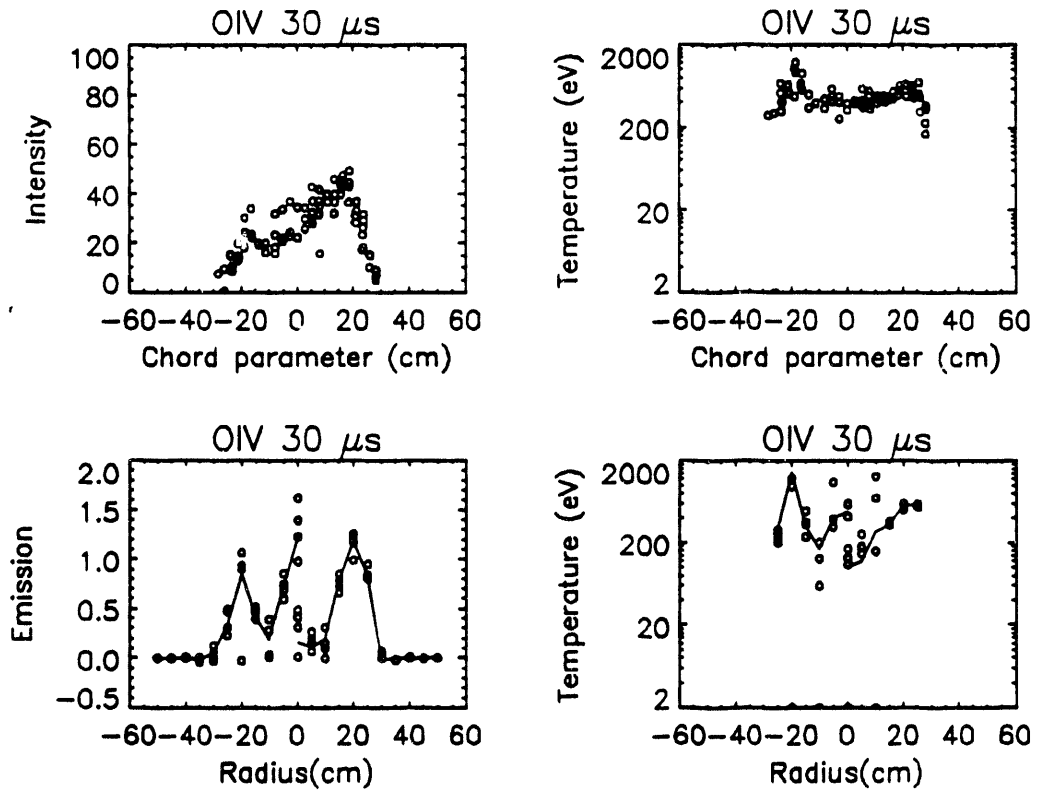 OIV 30 μs
100
80
60
40
20
0
Intensity
-60-40-20 0 20 40 60
Chord parameter (cm)
OIV 30 μs
2000
200
20
2
Temperature (eV)
-60-40-20 0 20 40 60
Chord parameter (cm)
OIV 30 μs
2.0
1.5
1.0
0.5
0.0
-0.5
Emission
-60-40-20 0 20 40 60
Radius(cm)
OIV 30 μs
2000
200
20
2
Temperature (eV)
-60-40-20 0 20 40 60
Radius(cm)